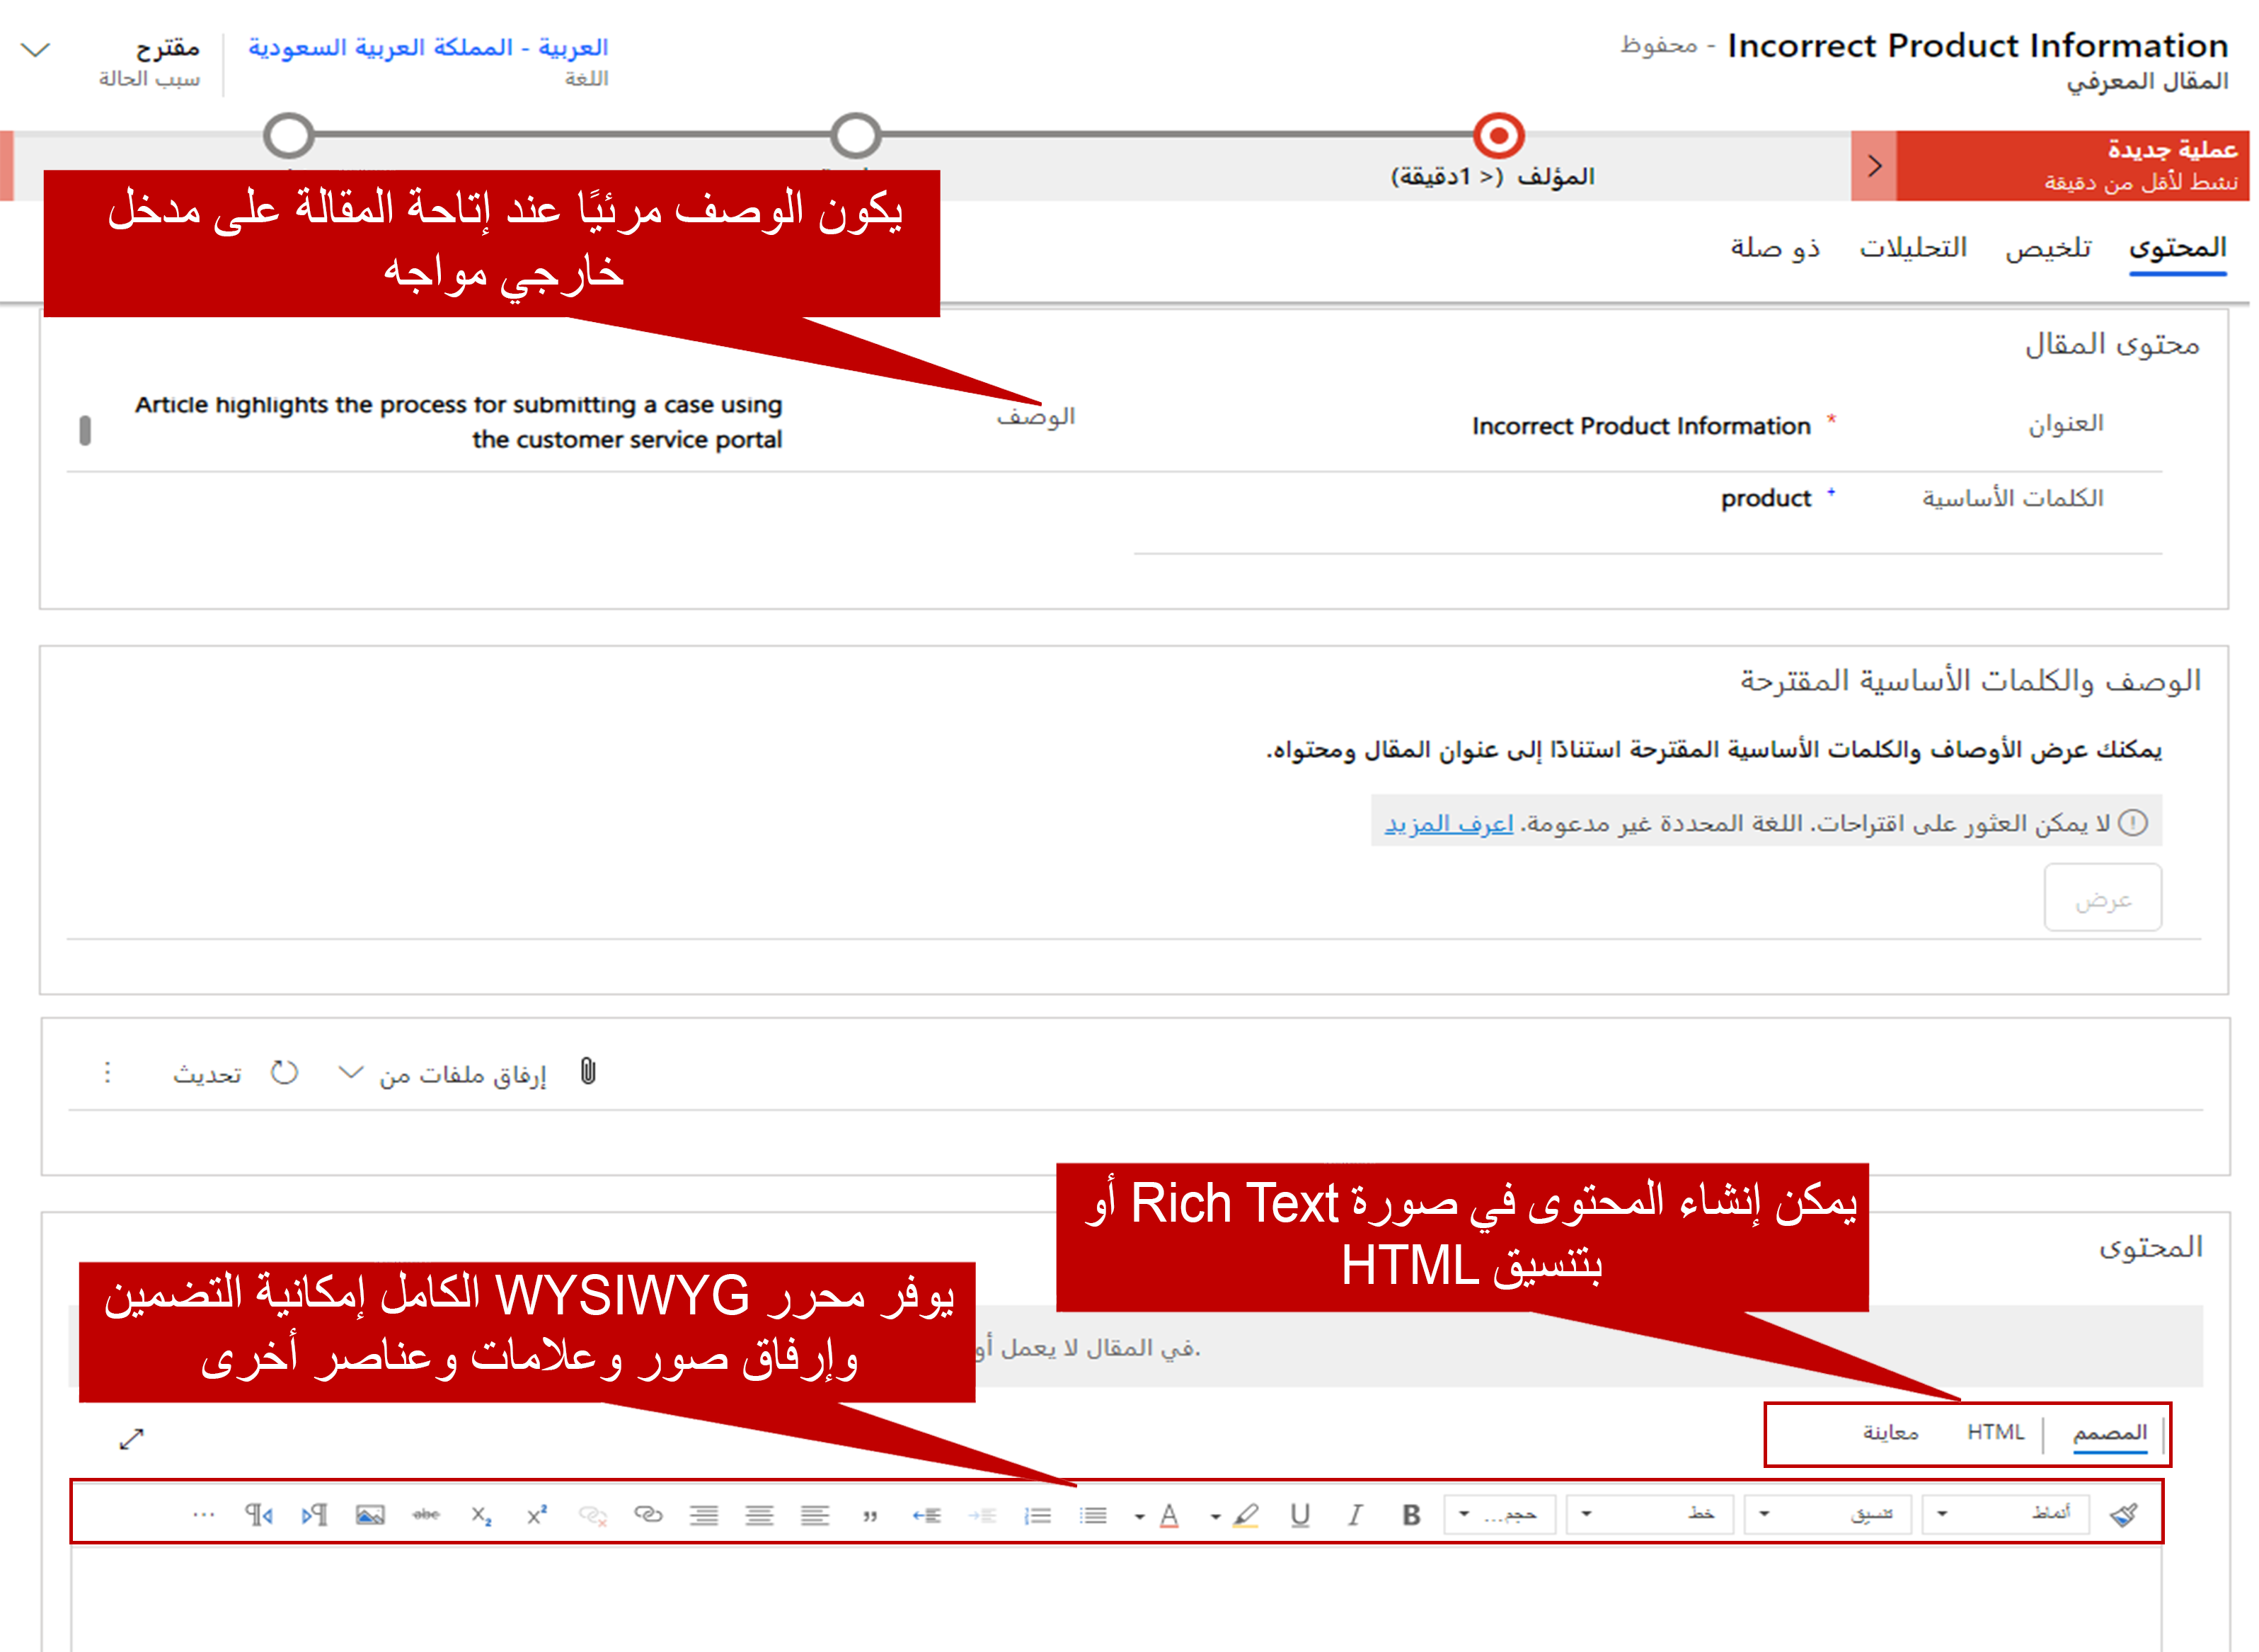 Incorrect Product Information - محفوظ
المقال المعرفي
العربية - المملكة العربية السعودية
اللغة
مقترح
سبب الحالة
عملية جديدة
نشط لأقل من دقيقة
المؤلف (< 1دقيقة)
يكون الوصف مرئيًا عند إتاحة المقالة على مدخل
خارجي مواجه
المحتوى تلخيص التحليلات ذو صلة
محتوى المقال
العنوان * Incorrect Product Information
الوصف
Article highlights the process for submitting a case using
the customer service portal
الكلمات الأساسية + product
الوصف والكلمات الأساسية المقترحة
يمكنك عرض الأوصاف والكلمات الأساسية المقترحة استنادًا إلى عنوان المقال ومحتواه.
لا يمكن العثور على اقتراحات. اللغة المحددة غير مدعومة. اعرف المزيد
عرض
إرفاق ملفات من تحديث
يمكن إنشاء المحتوى في صورة Rich Text أو
بتنسيق HTML
المحتوى
يوفر محرر WYSIWYG الكامل إمكانية التضمين
وإرفاق صور وعلامات وعناصر أخرى
في المقال لا يعمل أو.
المصمم HTML معاينة
أنماط تنسيق خط حجم... B I U A